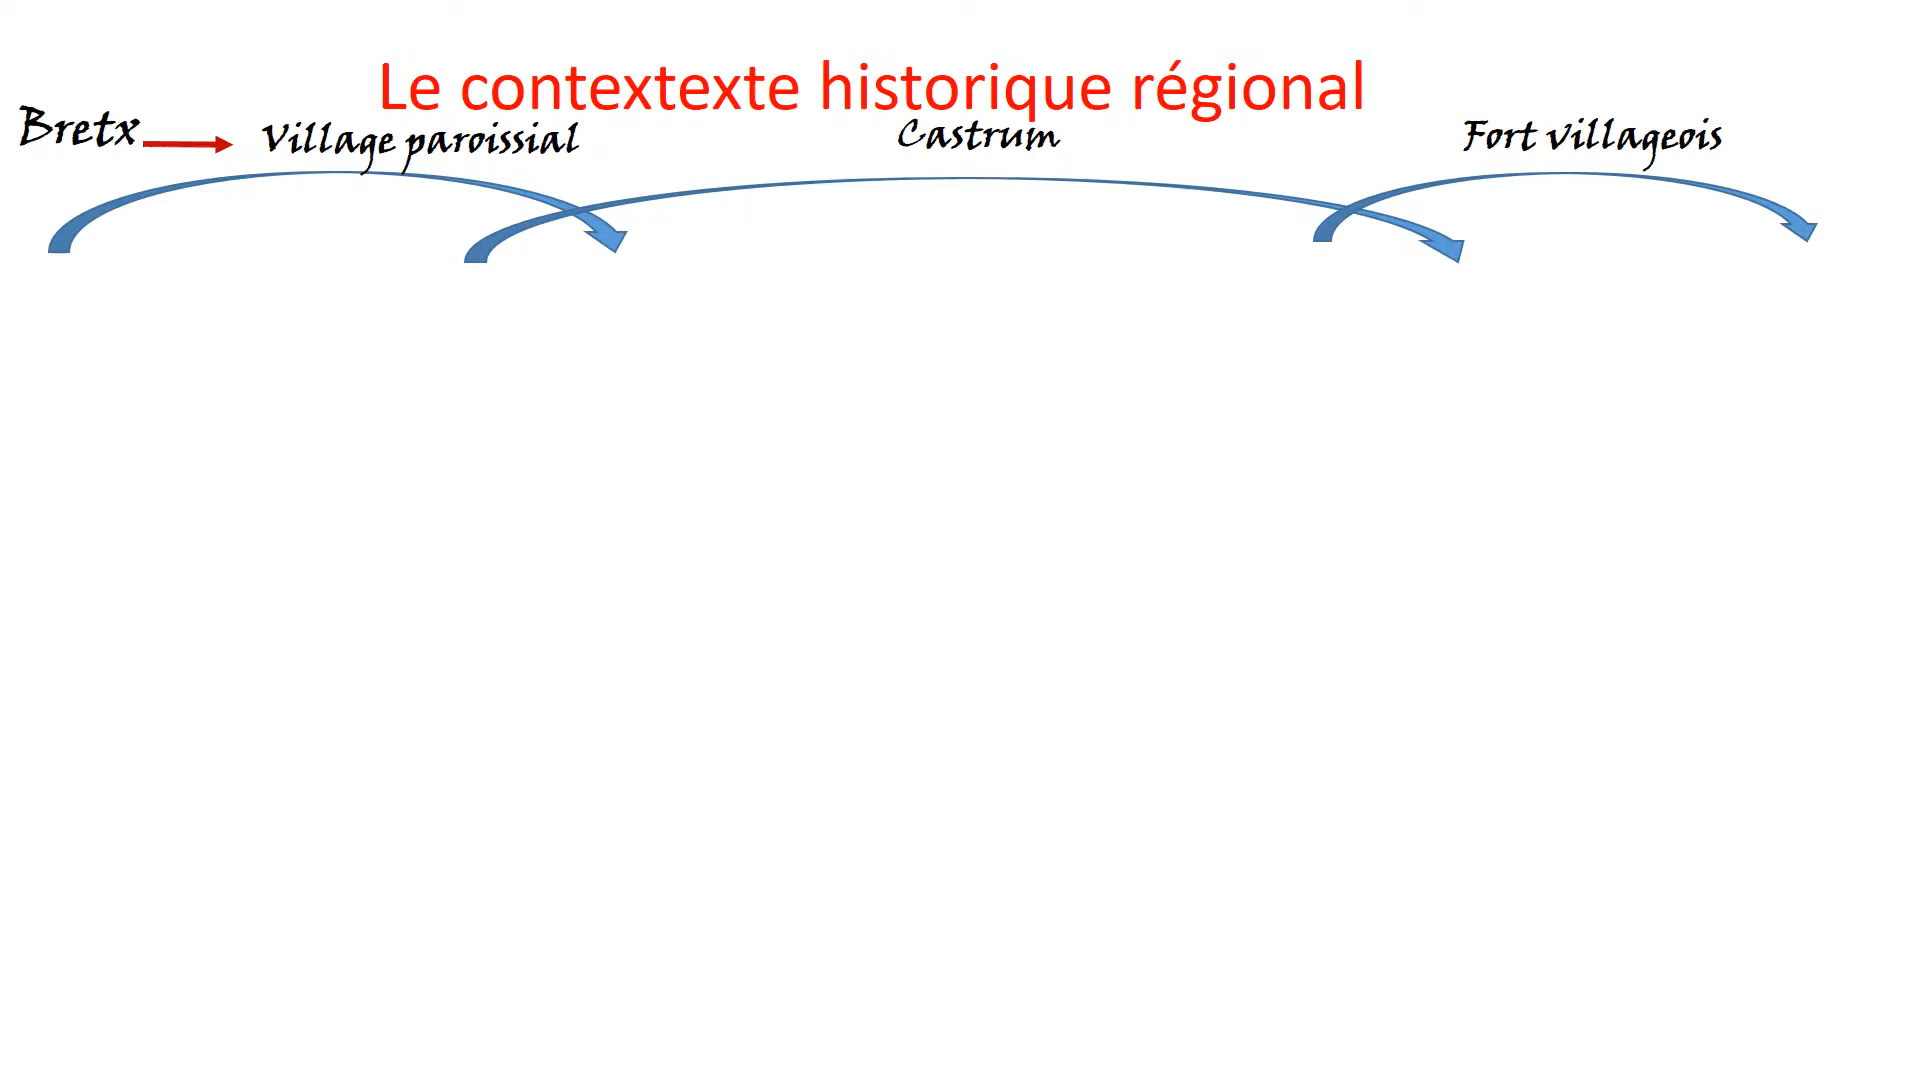 Le contextexte historique régional
Bretx
Village paroissial
Castrum
Fort villageois